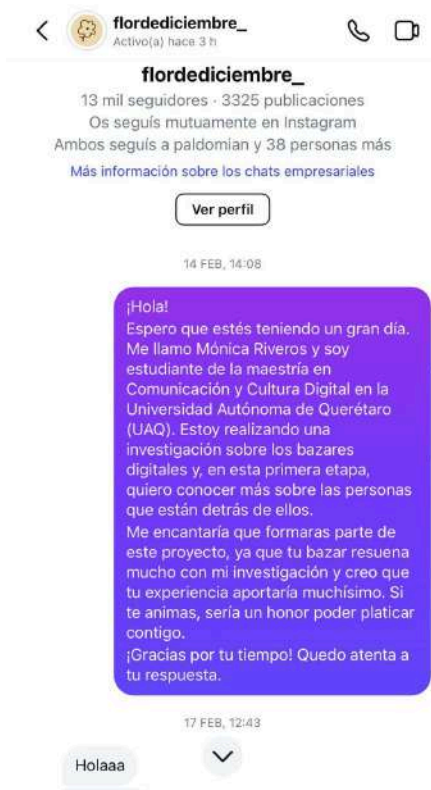 flordediciembre_
Activo(a) hace 3 h
flordediciembre_
13 mil seguidores · 3325 publicaciones
Os seguís mutuamente en Instagram
Ambos seguís a paldomian y 38 personas más
Más información sobre los chats empresariales
Ver perfil
14 FEB, 14:08
¡Hola!
Espero que estés teniendo un gran día.
Me llamo Mónica Riveros y soy
estudiante de la maestría en
Comunicación y Cultura Digital en la
Universidad Autónoma de Querétaro
(UAQ). Estoy realizando una
investigación sobre los bazares
digitales y, en esta primera etapa,
quiero conocer más sobre las personas
que están detrás de ellos.
Me encantaría que formaras parte de
este proyecto, ya que tu bazar resuena
mucho con mi investigación y creo que
tu experiencia aportaría muchísimo. Si
te animas, sería un honor poder platicar
contigo.
¡Gracias por tu tiempo! Quedo atenta a
tu respuesta.
17 FEB, 12:43
Holaaa